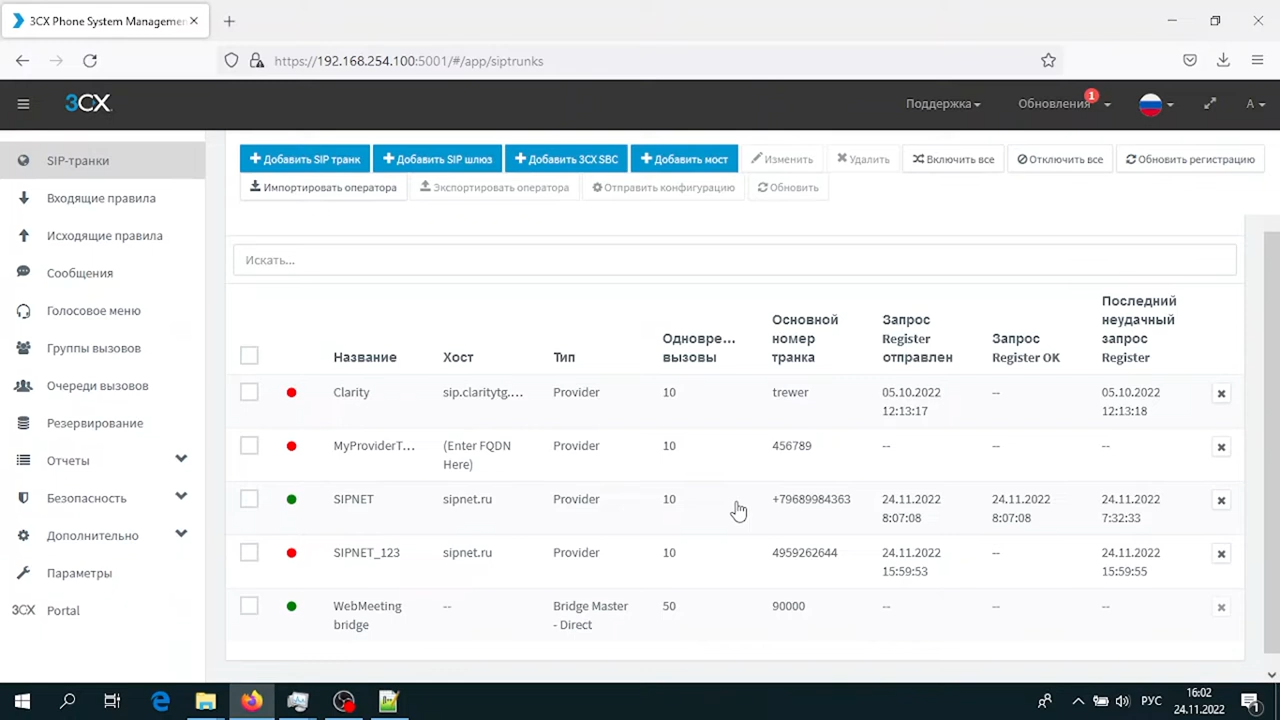 3CX Phone System Managemen
https://192.168.254.100:5001/#/app/siptrunks
3CX
Поддержка
Обновления
1
А
SIP-транки
Входящие правила
Исходящие правила
Сообщения
Голосовое меню
Группы вызовов
Очереди вызовов
Резервирование
Отчеты
Безопасность
Дополнительно
Параметры
3CX Portal
+ Добавить SIP транк
+ Добавить SIP шлюз
+ Добавить 3CX SBC
+ Добавить мост
Изменить
Удалить
Включить все
Отключить все
Обновить регистрацию
Импортировать оператора
Экспортировать оператора
Отправить конфигурацию
Обновить
Искать...
Название
Хост
Тип
Одновре...
вызовы
Основной
номер
транка
Запрос
Register
отправлен
Запрос
Register OK
Последний
неудачный
запрос
Register
Clarity
sip.claritytg....
Provider
10
trewer
05.10.2022
12:13:17
--
05.10.2022
12:13:18
MyProviderT...
(Enter FQDN
Here)
Provider
10
456789
--
--
--
SIPNET
sipnet.ru
Provider
10
+79689984363
24.11.2022
8:07:08
24.11.2022
8:07:08
24.11.2022
7:32:33
SIPNET_123
sipnet.ru
Provider
10
4959262644
24.11.2022
15:59:53
--
24.11.2022
15:59:55
WebMeeting
bridge
--
Bridge Master
- Direct
50
90000
--
--
--
РУС
16:02
24.11.2022
1